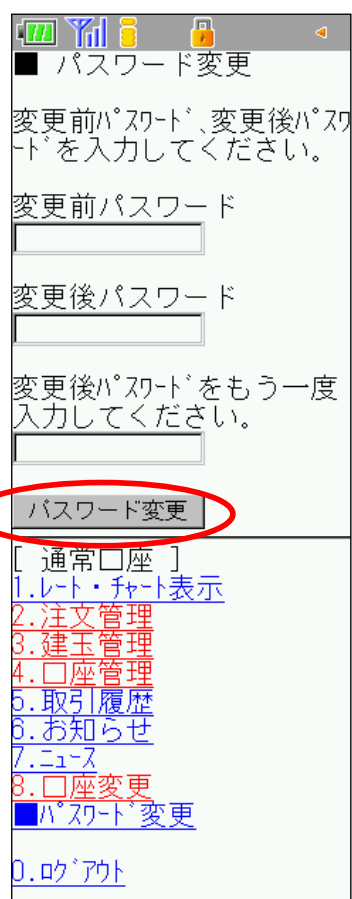 ■ パスワード変更
変更前ﾊﾟｽﾜｰﾄﾞ､変更後ﾊﾟｽﾜ
ｰﾄﾞを入力してください。
変更前パスワード
変更後パスワード
変更後ﾊﾟｽﾜｰﾄﾞをもう一度
入力してください。
パスワード変更
[ 通常口座 ]
1.ﾚｰﾄ・ﾁｬｰﾄ表示
2.注文管理
3.建玉管理
4.口座管理
5.取引履歴
6.お知らせ
7.ﾆｭｰｽ
8.口座変更
■ﾊﾟｽﾜｰﾄﾞ変更
0.ﾛｸﾞｱｳﾄ